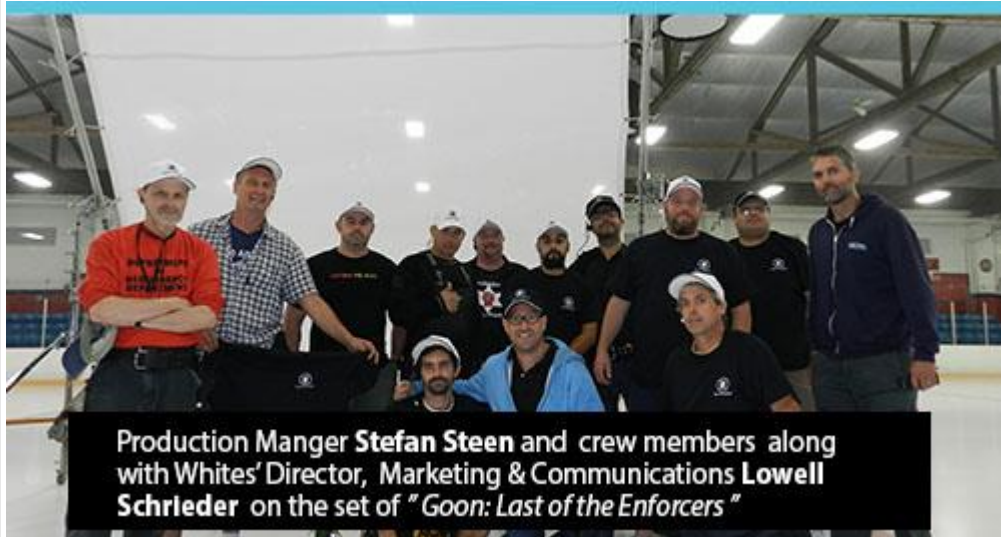 Production Manger Stefan Steen and crew members along
with Whites' Director, Marketing & Communications Lowell
Schrieder on the set of " Goon: Last of the Enforcers "